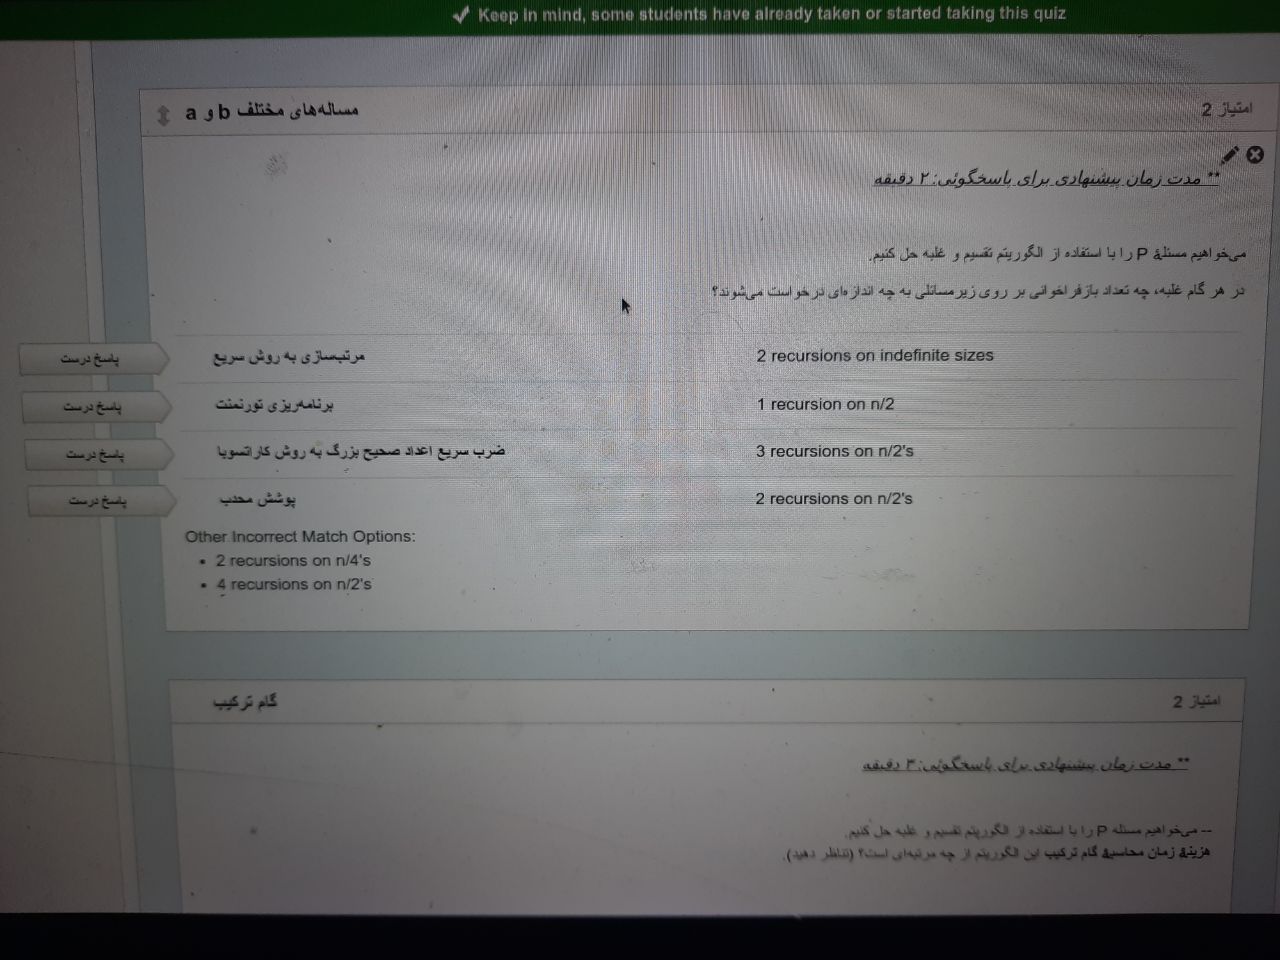 Keep in mind, some students have already taken or started taking this quiz
مساله‌های مختلف b و a
امتیاز 2
** مدت زمان پیشنهادی برای پاسخگوئی: ۲ دقیقه
می‌خواهیم مسئلهٔ P را با استفاده از الگوریتم تقسیم و غلبه حل کنیم.
در هر گام غلبه، چه تعداد بازفراخوانی بر روی زیرمسائلی به چه اندازه‌ای درخواست می‌شوند؟
پاسخ درست مرتب‌سازی به روش سریع 2 recursions on indefinite sizes
پاسخ درست برنامه‌ریزی تورنمنت 1 recursion on n/2
پاسخ درست ضرب سریع اعداد صحیح بزرگ به روش کاراتسوبا 3 recursions on n/2's
پاسخ درست پوشش محدب 2 recursions on n/2's
Other Incorrect Match Options:
• 2 recursions on n/4's
• 4 recursions on n/2's
گام ترکیب
امتیاز 2
** مدت زمان پیشنهادی برای پاسخگوئی: ۳ دقیقه
-- می‌خواهیم مسئله P را با استفاده از الگوریتم تقسیم و غلبه حل کنیم.
هزینهٔ زمان محاسبهٔ گام ترکیب این الگوریتم از چه مرتبه‌ای است؟ (تناظر دهید).